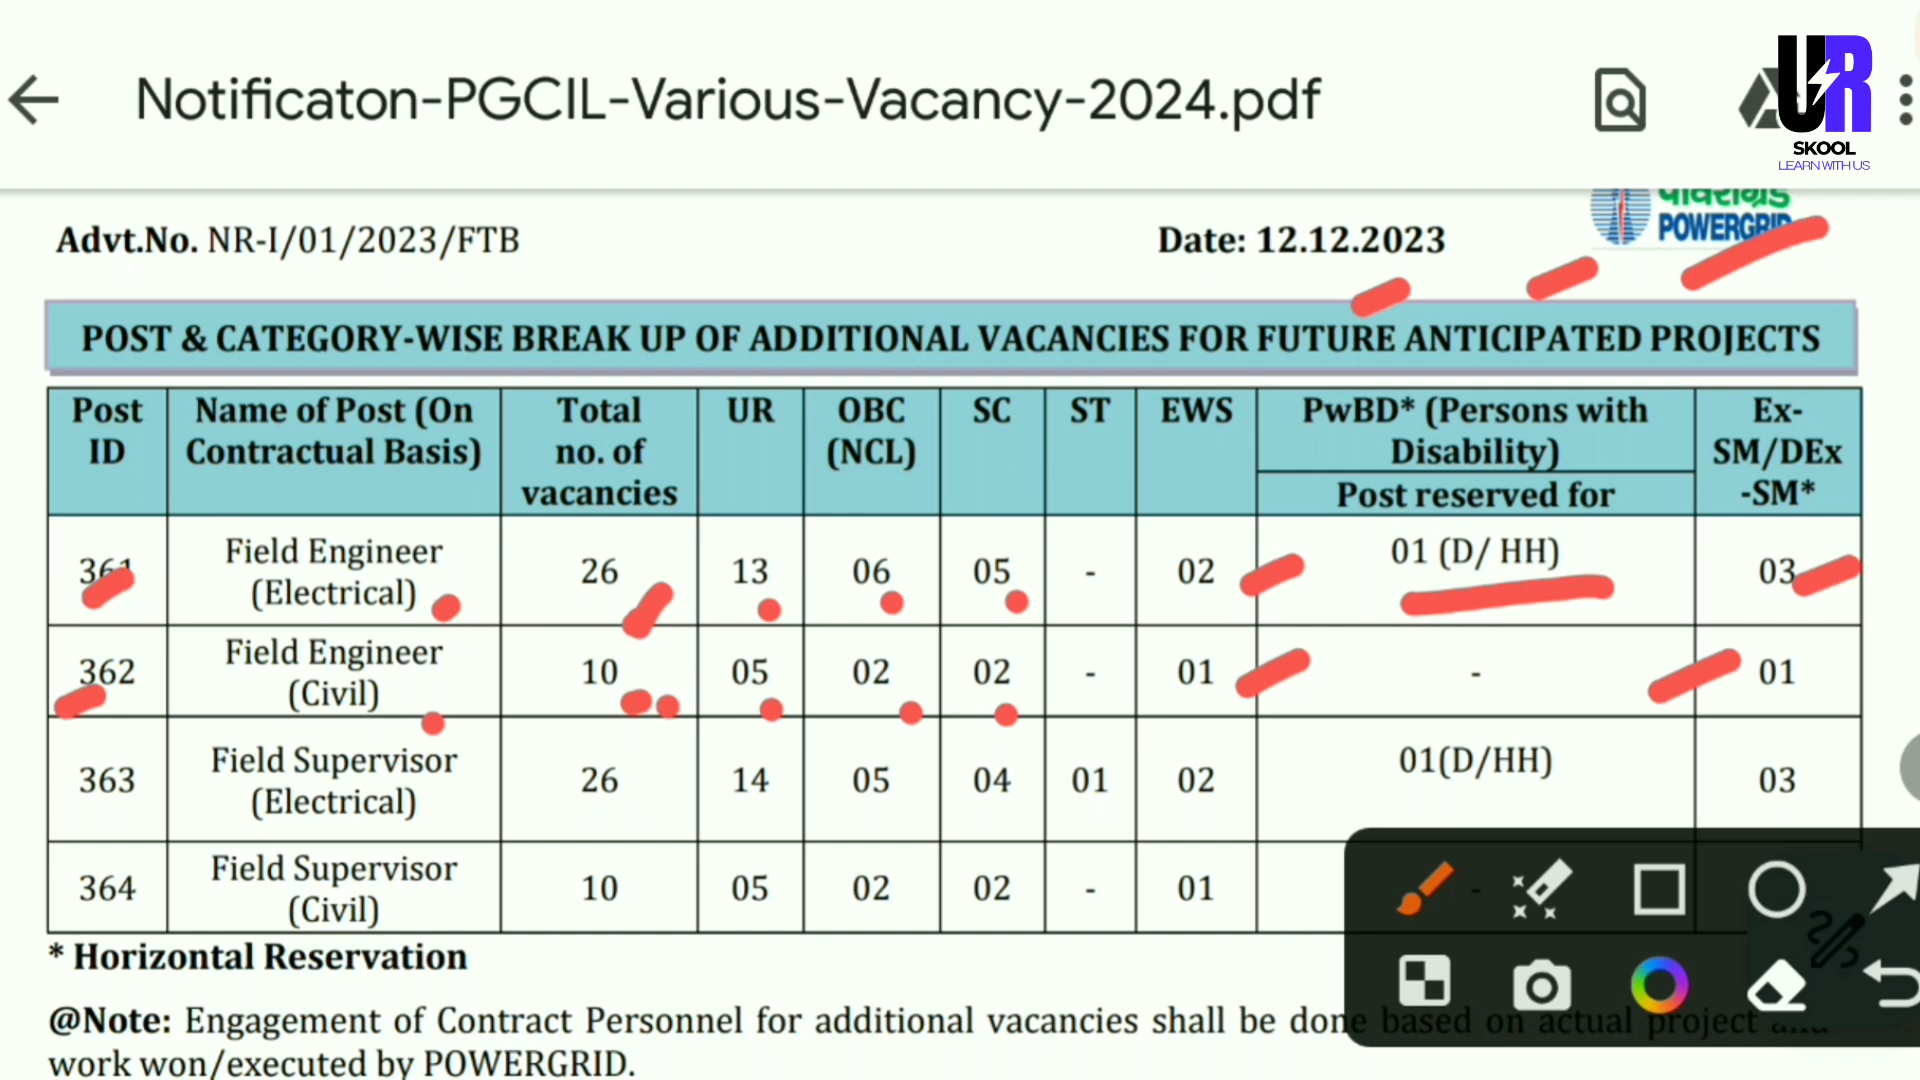 Notificaton-PGCIL-Various-Vacancy-2024.pdf
UR
SKOOL
LEARN WITH US
पावरग्रिड
POWERGRID
Advt.No. NR-I/01/2023/FTB Date: 12.12.2023
POST & CATEGORY-WISE BREAK UP OF ADDITIONAL VACANCIES FOR FUTURE ANTICIPATED PROJECTS
Post ID Name of Post (On Contractual Basis) Total no. of vacancies UR OBC (NCL) SC ST EWS PwBD* (Persons with Disability) Post reserved for Ex-SM/DEx-SM*
361 Field Engineer (Electrical) 26 13 06 05 - 02 01 (D/ HH) 03
362 Field Engineer (Civil) 10 05 02 02 - 01 - 01
363 Field Supervisor (Electrical) 26 14 05 04 01 02 01(D/HH) 03
364 Field Supervisor (Civil) 10 05 02 02 - 01 -
* Horizontal Reservation
@Note: Engagement of Contract Personnel for additional vacancies shall be done based on actual project
work won/executed by POWERGRID.